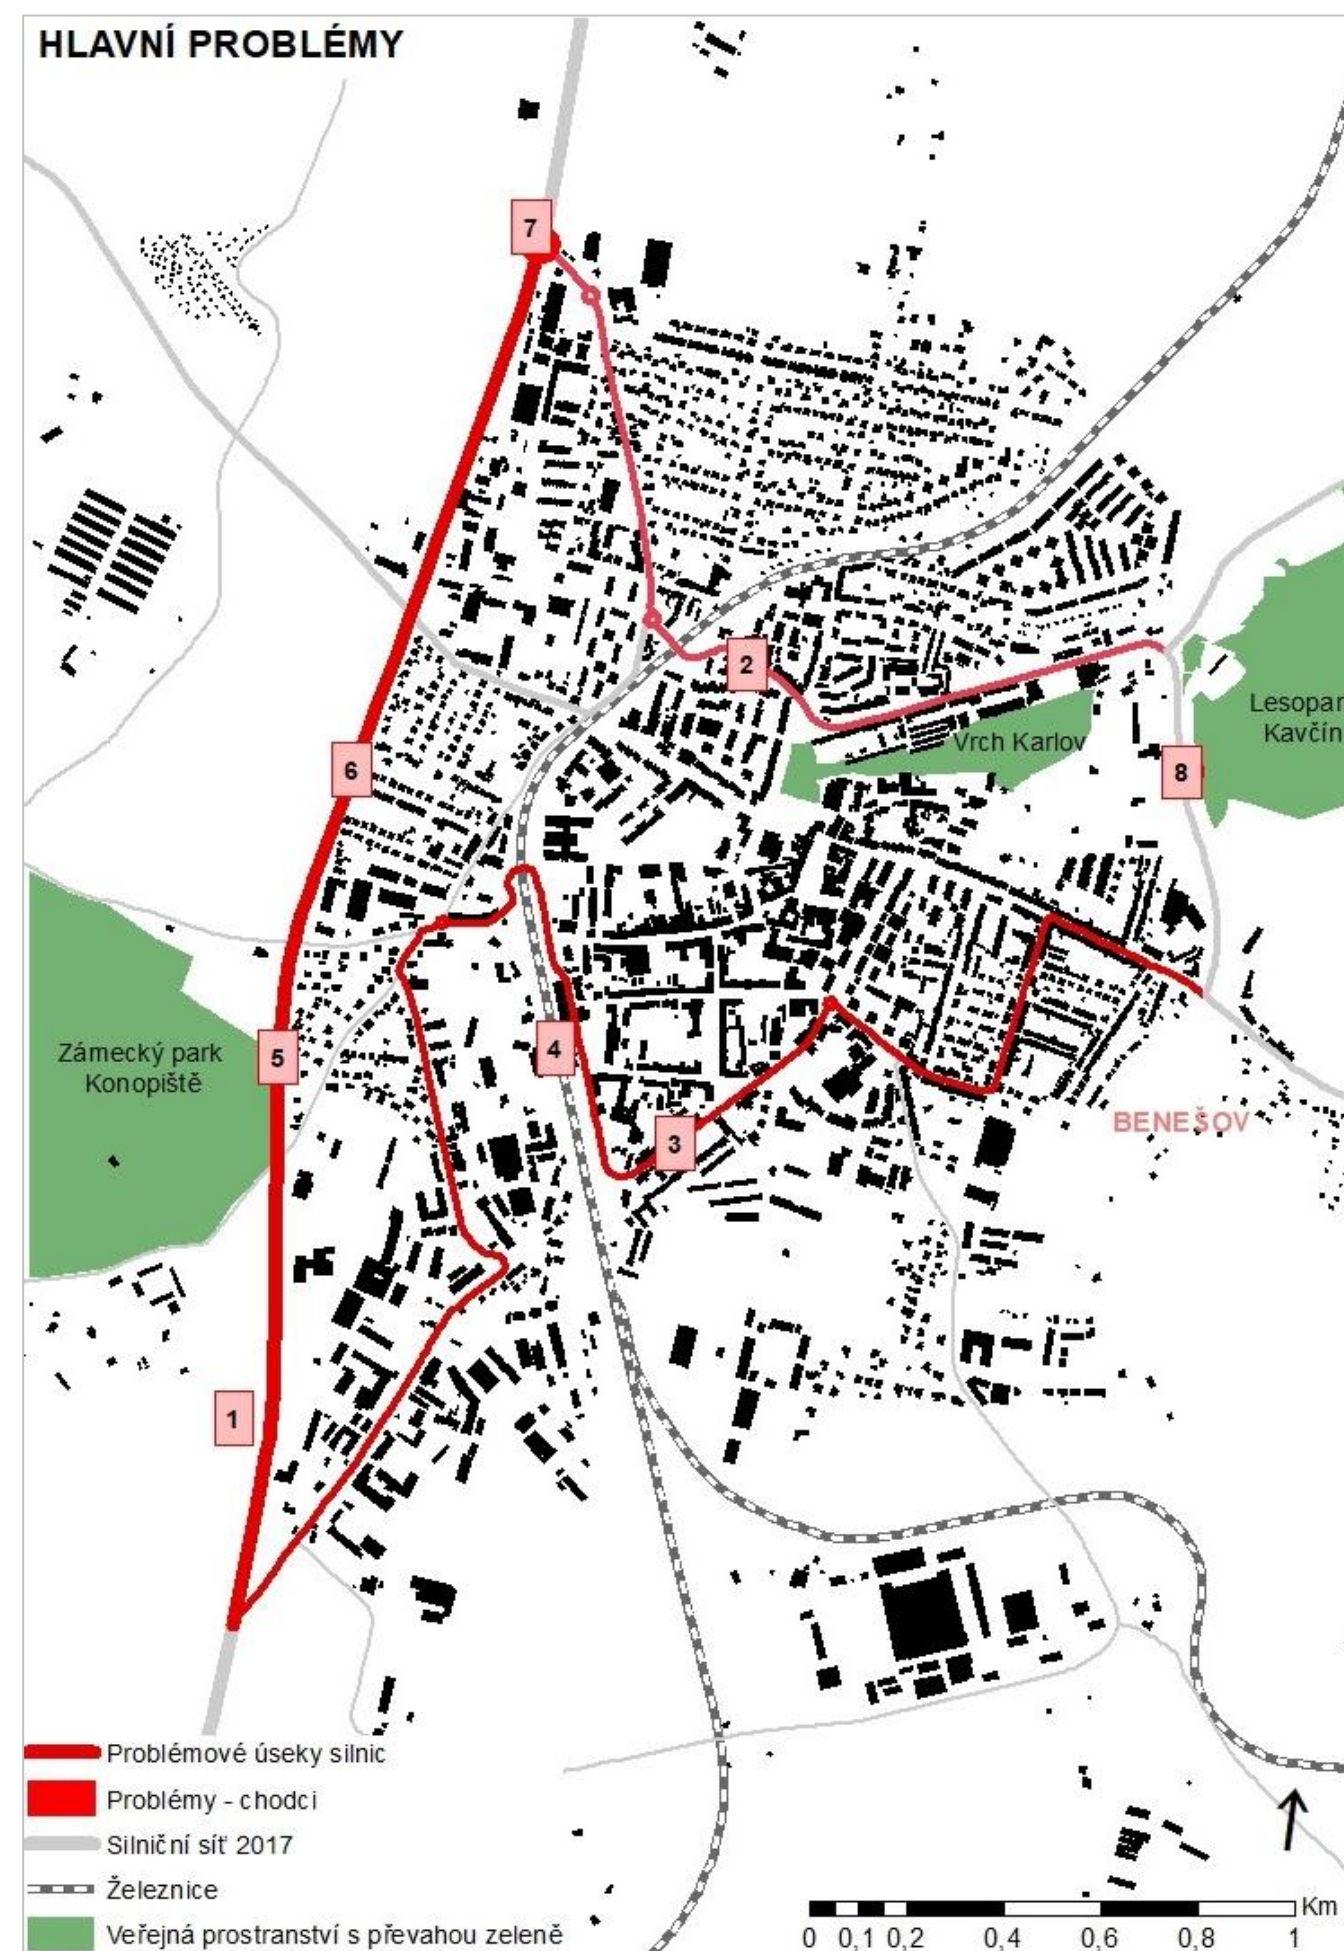 HLAVNÍ PROBLÉMY
7
2
Lesopar
Kavčín
Vrch Karlov
6
8
5
Zámecký park
Konopiště
4
3
BENEŠOV
1
Problémové úseky silnic
Problémy - chodci
Silniční síť 2017
Železnice
Veřejná prostranství s převahou zeleně
Km
0 0,1 0,2 0,4 0,6 0,8 1